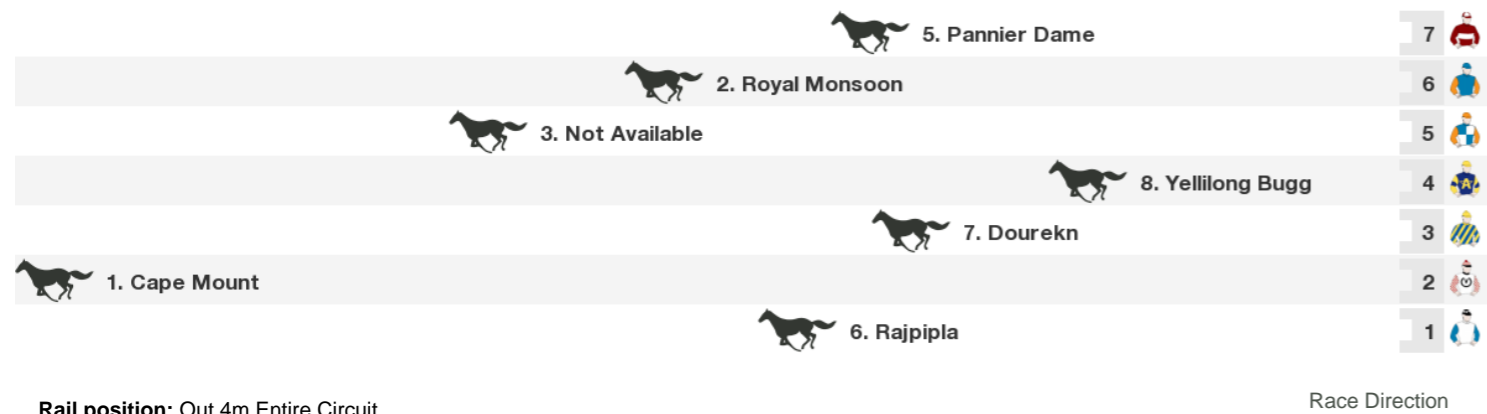 5. Pannier Dame 7
2. Royal Monsoon 6
3. Not Available 5
8. Yellilong Bugg 4
7. Dourekn 3
1. Cape Mount 2
6. Rajpipla 1
Race Direction
Rail position: Out 4m Entire Circuit